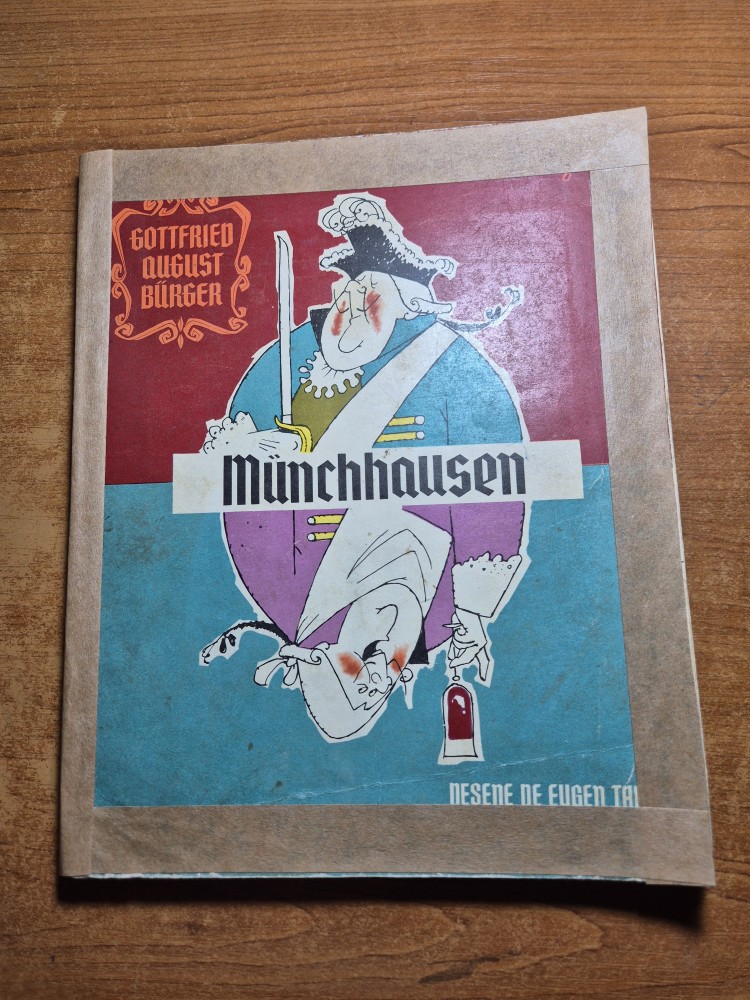 GOTTFRIED
AUGUST
BÜRGER
Münchhausen
DESENE DE EUGEN